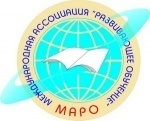 МЕЖДУНАРОДНАЯ АССОЦИАЦИЯ "РАЗВИВАЮЩЕЕ ОБУЧЕНИЕ"
МАРО